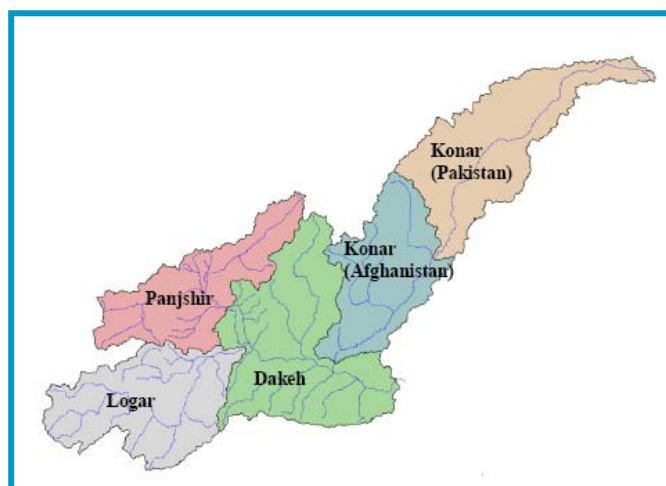 Konar
(Pakistan)
Konar
(Afghanistan)
Panjshir
Dakeh
Logar